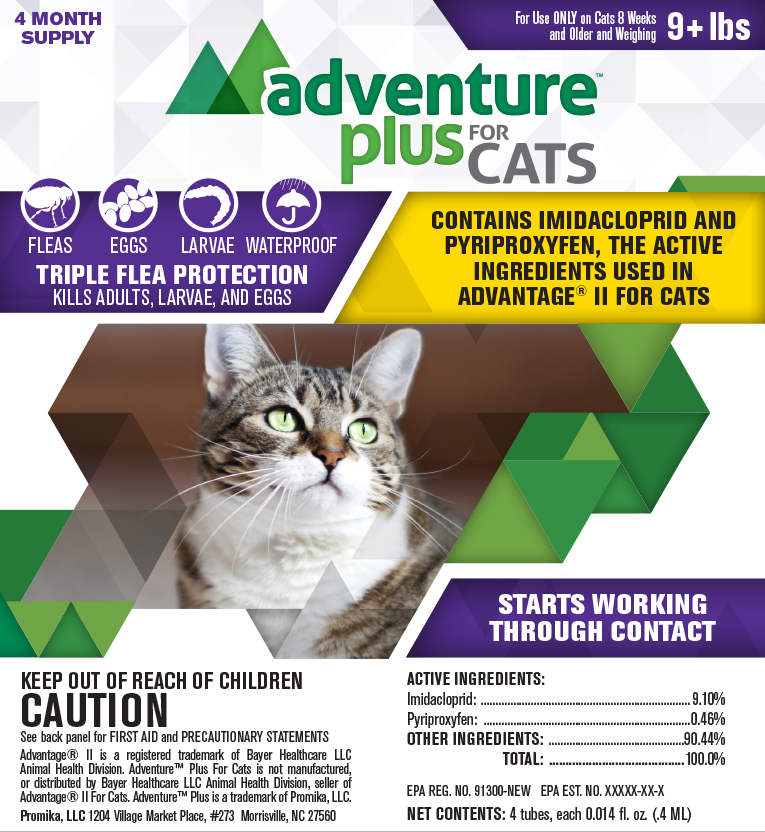 4 MONTH
SUPPLY
For Use ONLY on Cats 8 Weeks
and Older and Weighing
9+ lbs
adventure™
plus FOR
CATS
FLEAS EGGS LARVAE WATERPROOF
TRIPLE FLEA PROTECTION
KILLS ADULTS, LARVAE, AND EGGS
CONTAINS IMIDACLOPRID AND
PYRIPROXYFEN, THE ACTIVE
INGREDIENTS USED IN
ADVANTAGE® II FOR CATS
STARTS WORKING
THROUGH CONTACT
KEEP OUT OF REACH OF CHILDREN
CAUTION
See back panel for FIRST AID and PRECAUTIONARY STATEMENTS
Advantage® II is a registered trademark of Bayer Healthcare LLC
Animal Health Division. Adventure™ Plus For Cats is not manufactured,
or distributed by Bayer Healthcare LLC Animal Health Division, seller of
Advantage® II For Cats. Adventure™ Plus is a trademark of Promika, LLC.
Promika, LLC 1204 Village Market Place, #273 Morrisville, NC 27560
ACTIVE INGREDIENTS:
Imidacloprid: ........................................................................ 9.10%
Pyriproxyfen: ........................................................................0.46%
OTHER INGREDIENTS: ..............................................90.44%
TOTAL: ..............................................100.0%
EPA REG. NO. 91300-NEW EPA EST. NO. XXXXX-XX-X
NET CONTENTS: 4 tubes, each 0.014 fl. oz. (.4 ML)